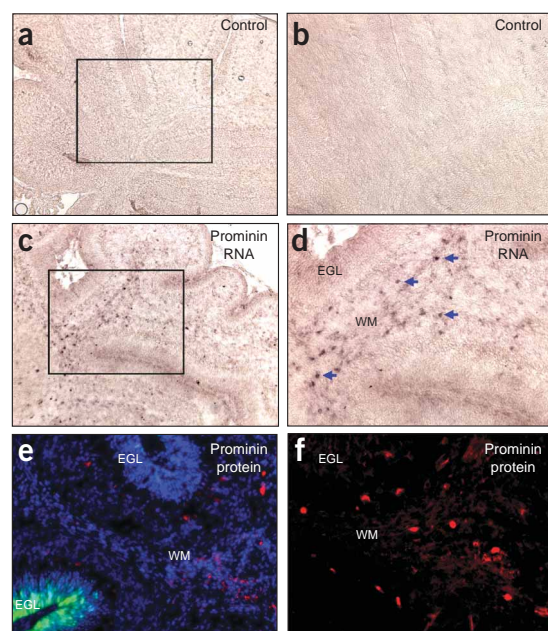 a
Control
b
Control
c
Prominin
RNA
d
Prominin
RNA
EGL
WM
e
Prominin
protein
EGL
WM
EGL
f
Prominin
protein
EGL
WM